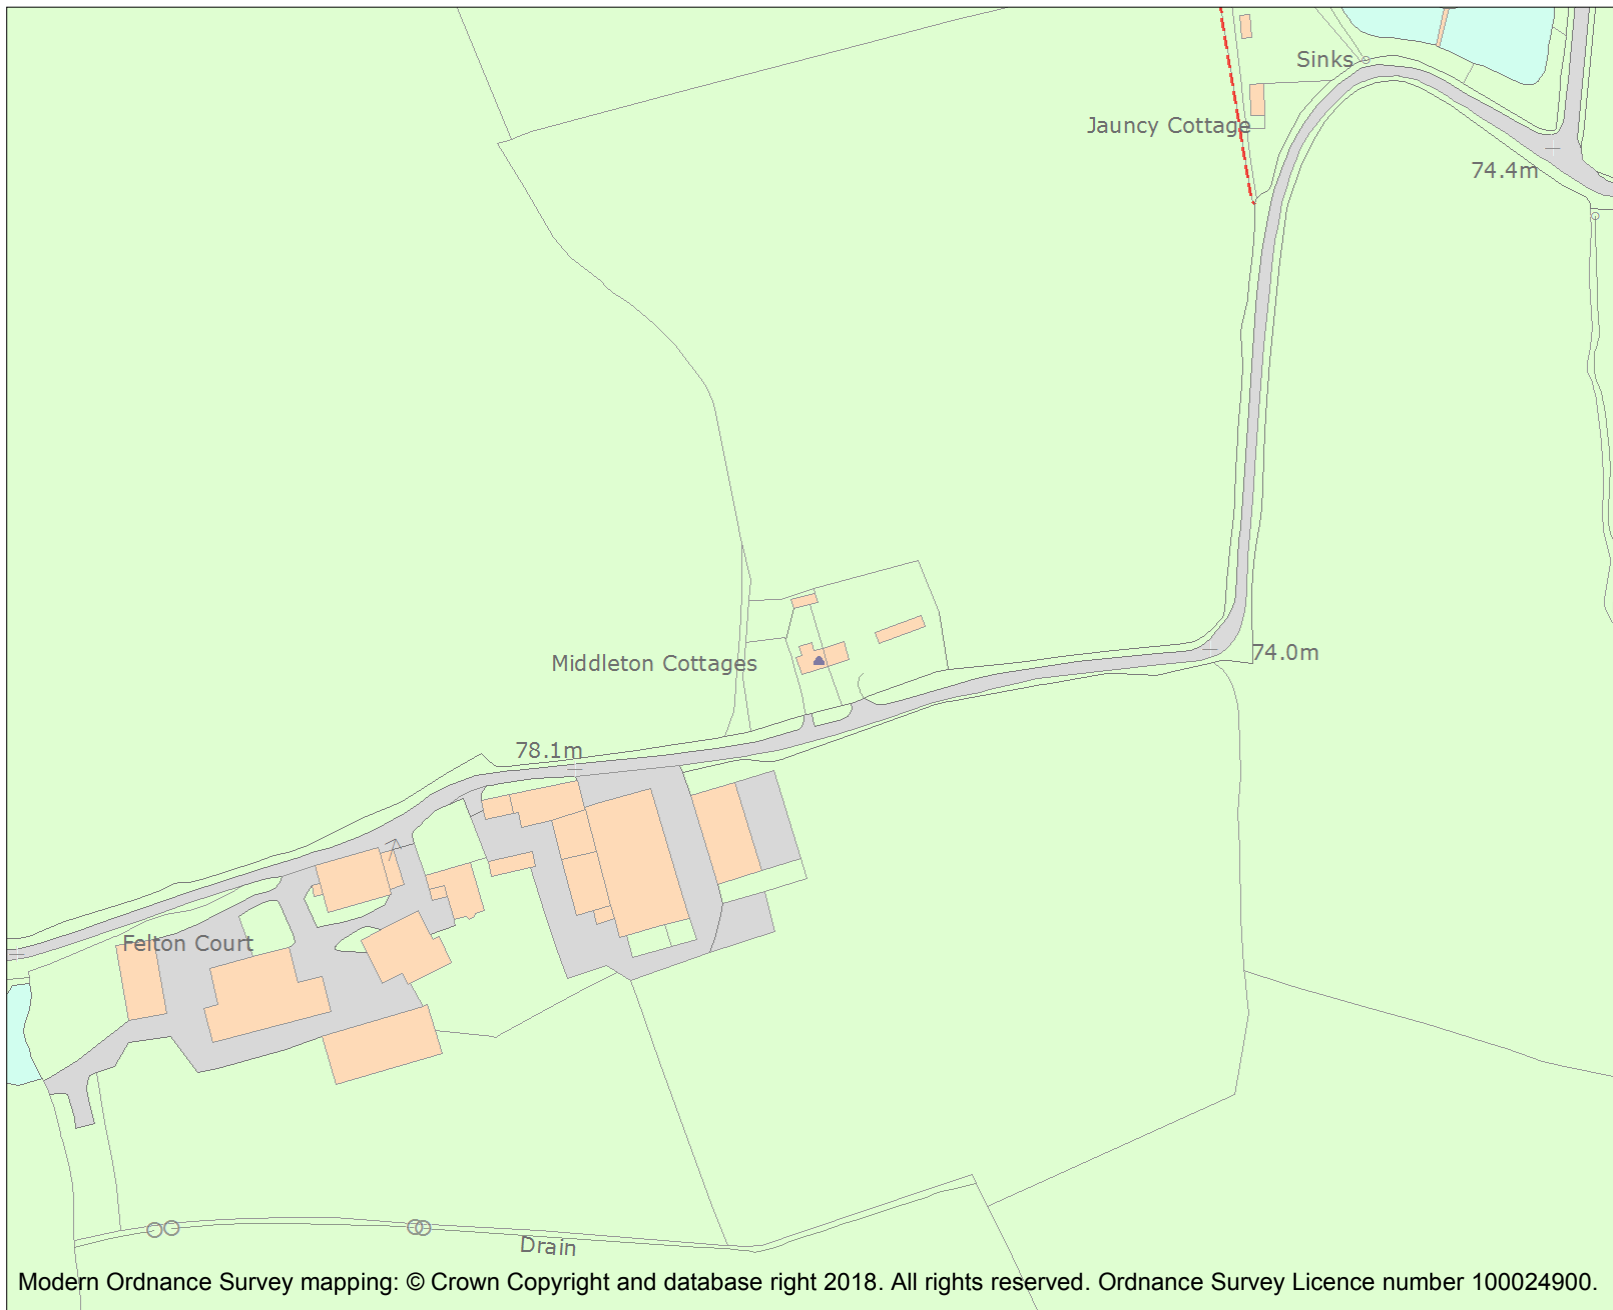 Sinks
Jauncy Cottage
74.4m
Middleton Cottages
74.0m
78.1m
Felton Court
Drain
Modern Ordnance Survey mapping: © Crown Copyright and database right 2018. All rights reserved. Ordnance Survey Licence number 100024900.